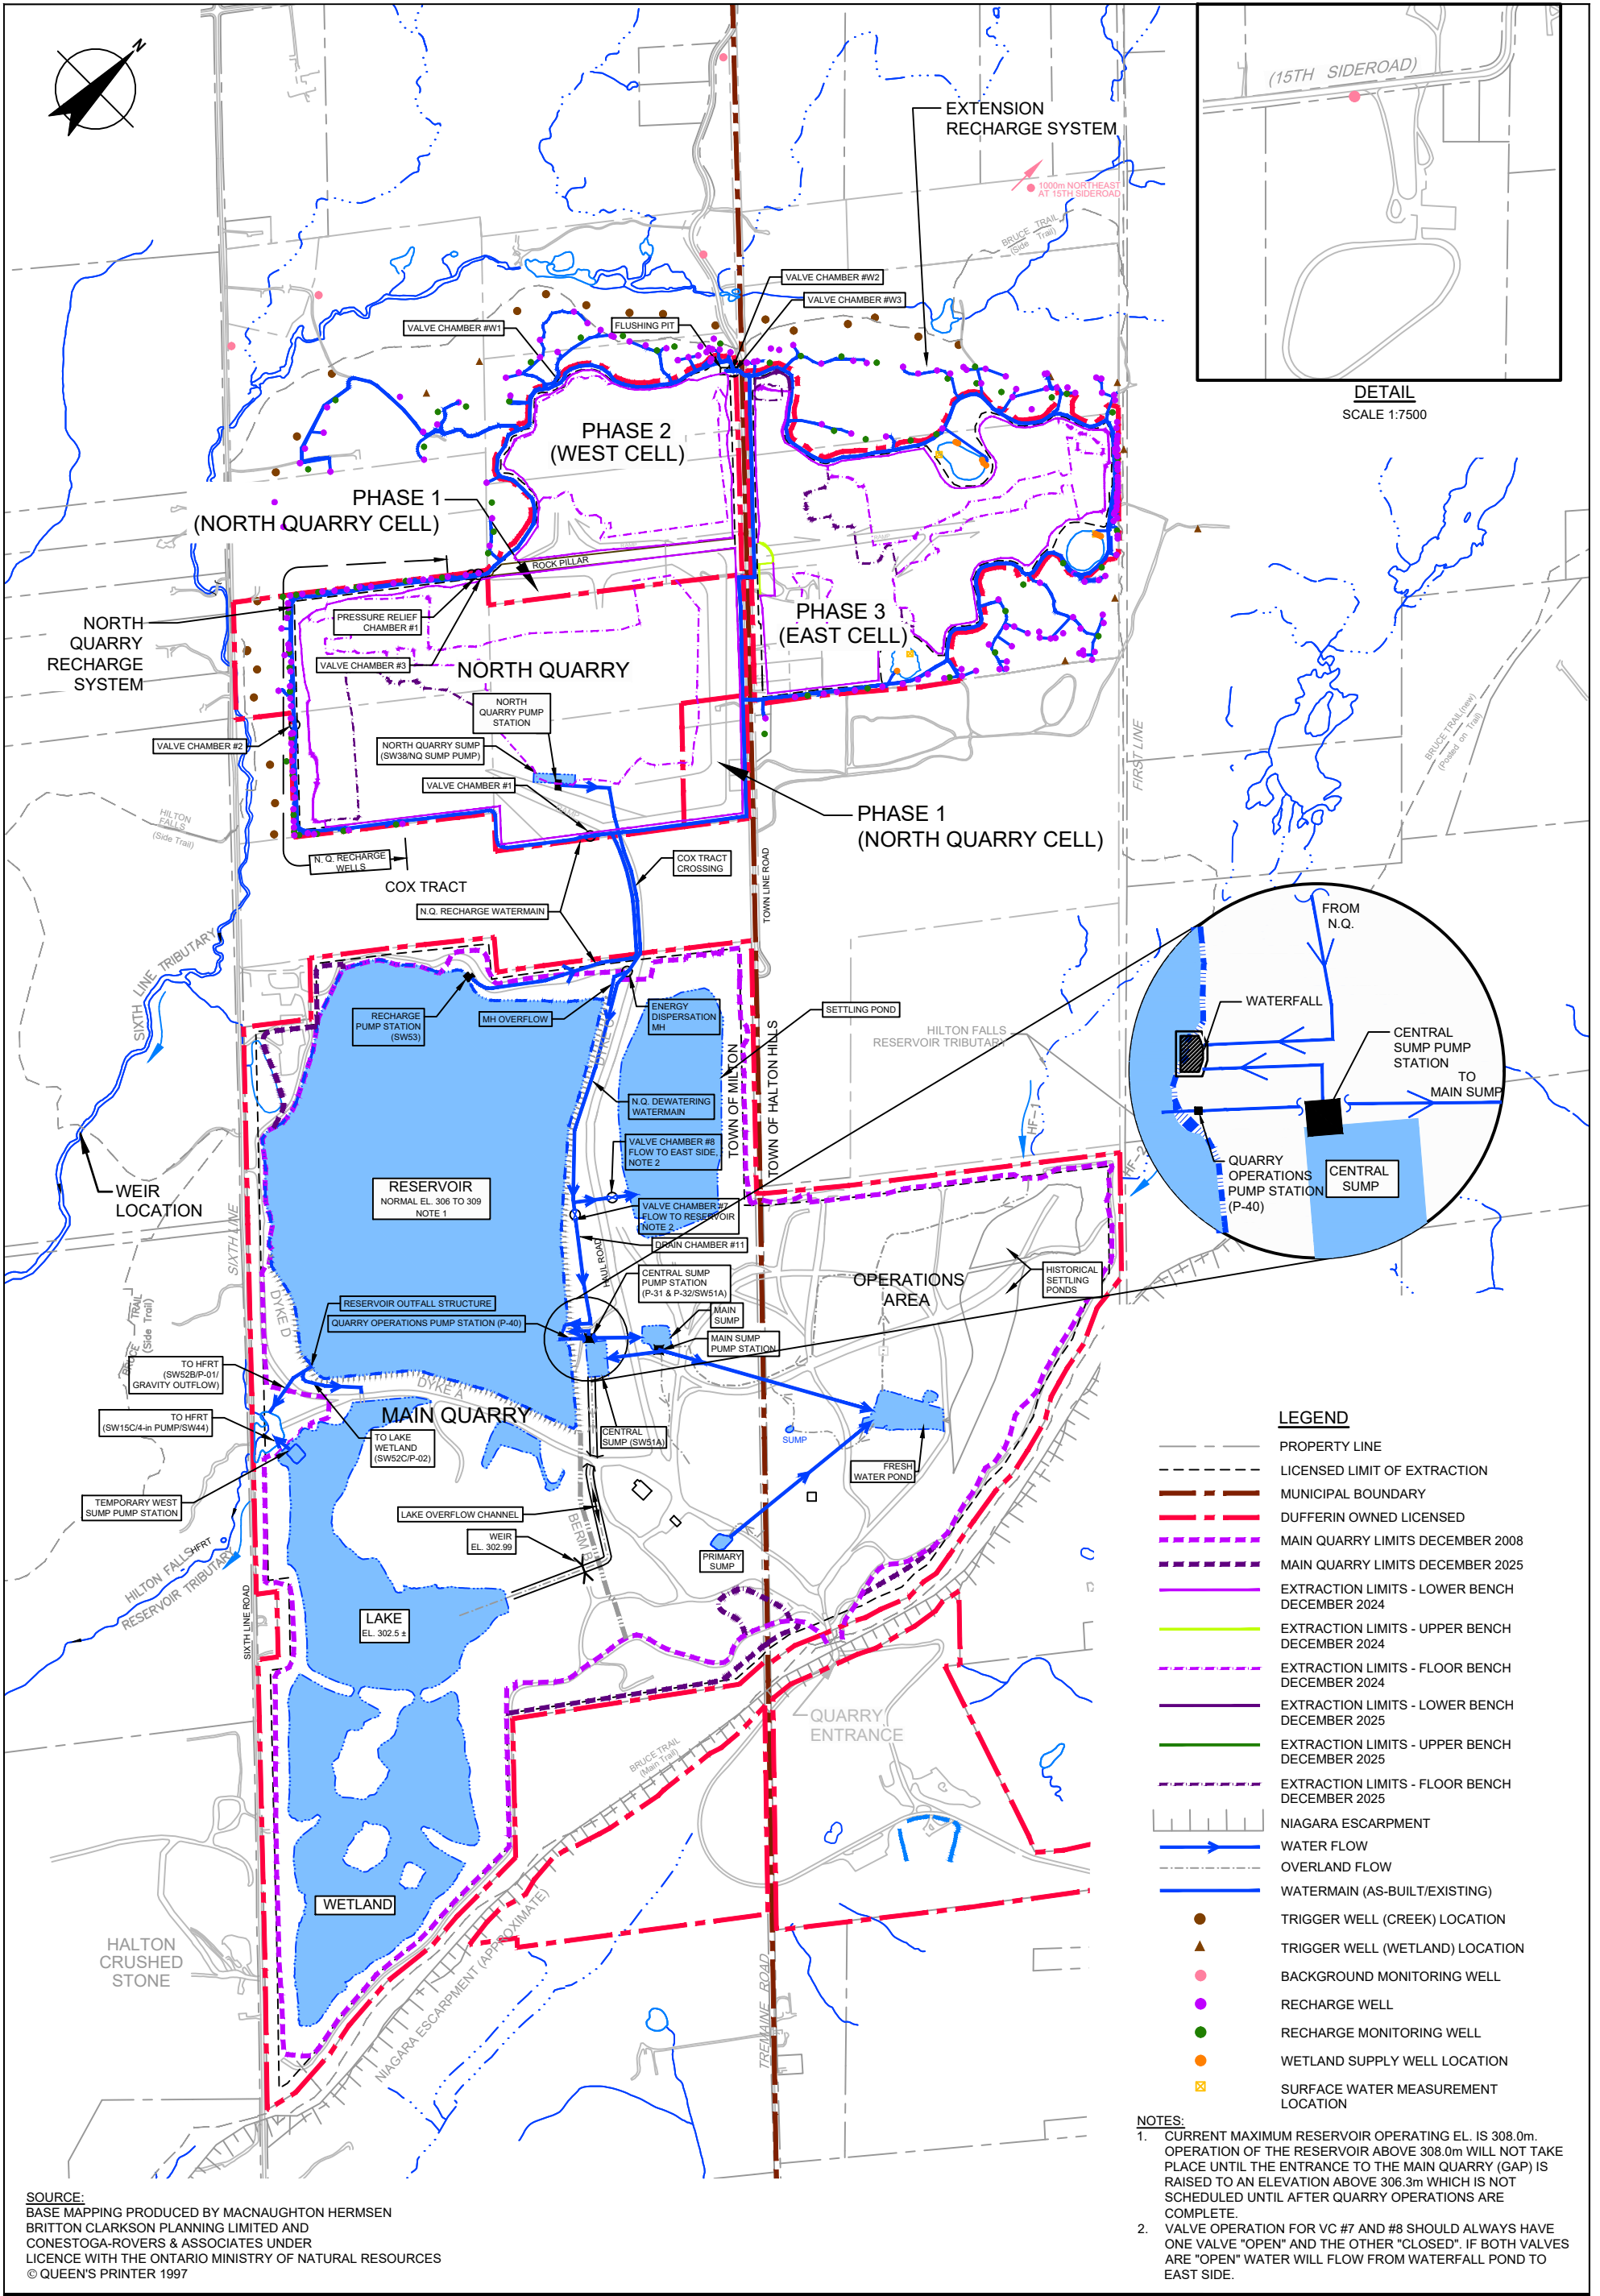 N
(15TH SIDEROAD)
DETAIL
SCALE 1:7500
EXTENSION
RECHARGE SYSTEM
1000m NORTHEAST
AT 15TH SIDEROAD
BRUCE TRAIL
(Side Trail)
VALVE CHAMBER #W2
VALVE CHAMBER #W3
VALVE CHAMBER #W1
FLUSHING PIT
PHASE 2
(WEST CELL)
PHASE 1
(NORTH QUARRY CELL)
ROCK PILLAR
PHASE 3
(EAST CELL)
NORTH
QUARRY
RECHARGE
SYSTEM
PRESSURE RELIEF
CHAMBER #1
VALVE CHAMBER #3
NORTH QUARRY
NORTH
QUARRY PUMP
STATION
VALVE CHAMBER #2
NORTH QUARRY SUMP
(SW38/NQ SUMP PUMP)
VALVE CHAMBER #1
FIRST LINE
BRUCE TRAIL(new)
(Posted on Trail)
HILTON
FALLS
(Side Trail)
PHASE 1
(NORTH QUARRY CELL)
N. Q. RECHARGE
WELLS
COX TRACT
COX TRACT
CROSSING
TOWN LINE ROAD
N.Q. RECHARGE WATERMAIN
SIXTH LINE TRIBUTARY
RECHARGE
PUMP STATION
(SW53)
MH OVERFLOW
ENERGY
DISPERSATION
MH
SETTLING POND
HILTON FALLS
RESERVOIR TRIBUTARY
TOWN OF MILTON
TOWN OF HALTON HILLS
N.Q. DEWATERING
WATERMAIN
VALVE CHAMBER #8
FLOW TO EAST SIDE,
NOTE 2
HF-1
HF-2
FROM
N.Q.
WATERFALL
CENTRAL
SUMP PUMP
STATION
TO
MAIN SUMP
QUARRY
OPERATIONS
PUMP STATION
(P-40)
CENTRAL
SUMP
WEIR
LOCATION
SIXTH LINE
RESERVOIR
NORMAL EL. 306 TO 309
NOTE 1
VALVE CHAMBER #7
FLOW TO RESERVOIR
NOTE 2
DRAIN CHAMBER #11
HAUL ROAD
CENTRAL SUMP
PUMP STATION
(P-31 & P-32/SW51A)
OPERATIONS
AREA
HISTORICAL
SETTLING
PONDS
DYKE D
RESERVOIR OUTFALL STRUCTURE
QUARRY OPERATIONS PUMP STATION (P-40)
MAIN
SUMP
MAIN SUMP
PUMP STATION
BRUCE TRAIL
(Side Trail)
TO HFRT
(SW52B/P-01/
GRAVITY OUTFLOW)
DYKE A
MAIN QUARRY
TO HFRT
(SW15C/4-in PUMP/SW44)
TO LAKE
WETLAND
(SW52C/P-02)
CENTRAL
SUMP (SW51A)
SUMP
FRESH
WATER POND
TEMPORARY WEST
SUMP PUMP STATION
LAKE OVERFLOW CHANNEL
WEIR
EL. 302.99
BERM
PRIMARY
SUMP
HFRT
HILTON FALLS
RESERVOIR TRIBUTARY
SIXTH LINE ROAD
LAKE
EL. 302.5 ±
QUARRY
ENTRANCE
BRUCE TRAIL
(Main Trail)
WETLAND
HALTON
CRUSHED
STONE
NIAGARA ESCARPMENT (APPROXIMATE)
TREMAINE ROAD
LEGEND
PROPERTY LINE
LICENSED LIMIT OF EXTRACTION
MUNICIPAL BOUNDARY
DUFFERIN OWNED LICENSED
MAIN QUARRY LIMITS DECEMBER 2008
MAIN QUARRY LIMITS DECEMBER 2025
EXTRACTION LIMITS - LOWER BENCH
DECEMBER 2024
EXTRACTION LIMITS - UPPER BENCH
DECEMBER 2024
EXTRACTION LIMITS - FLOOR BENCH
DECEMBER 2024
EXTRACTION LIMITS - LOWER BENCH
DECEMBER 2025
EXTRACTION LIMITS - UPPER BENCH
DECEMBER 2025
EXTRACTION LIMITS - FLOOR BENCH
DECEMBER 2025
NIAGARA ESCARPMENT
WATER FLOW
OVERLAND FLOW
WATERMAIN (AS-BUILT/EXISTING)
TRIGGER WELL (CREEK) LOCATION
TRIGGER WELL (WETLAND) LOCATION
BACKGROUND MONITORING WELL
RECHARGE WELL
RECHARGE MONITORING WELL
WETLAND SUPPLY WELL LOCATION
SURFACE WATER MEASUREMENT
LOCATION
NOTES:
1. CURRENT MAXIMUM RESERVOIR OPERATING EL. IS 308.0m.
OPERATION OF THE RESERVOIR ABOVE 308.0m WILL NOT TAKE
PLACE UNTIL THE ENTRANCE TO THE MAIN QUARRY (GAP) IS
RAISED TO AN ELEVATION ABOVE 306.3m WHICH IS NOT
SCHEDULED UNTIL AFTER QUARRY OPERATIONS ARE
COMPLETE.
2. VALVE OPERATION FOR VC #7 AND #8 SHOULD ALWAYS HAVE
ONE VALVE "OPEN" AND THE OTHER "CLOSED". IF BOTH VALVES
ARE "OPEN" WATER WILL FLOW FROM WATERFALL POND TO
EAST SIDE.
SOURCE:
BASE MAPPING PRODUCED BY MACNAUGHTON HERMSEN
BRITTON CLARKSON PLANNING LIMITED AND
CONESTOGA-ROVERS & ASSOCIATES UNDER
LICENCE WITH THE ONTARIO MINISTRY OF NATURAL RESOURCES
© QUEEN'S PRINTER 1997